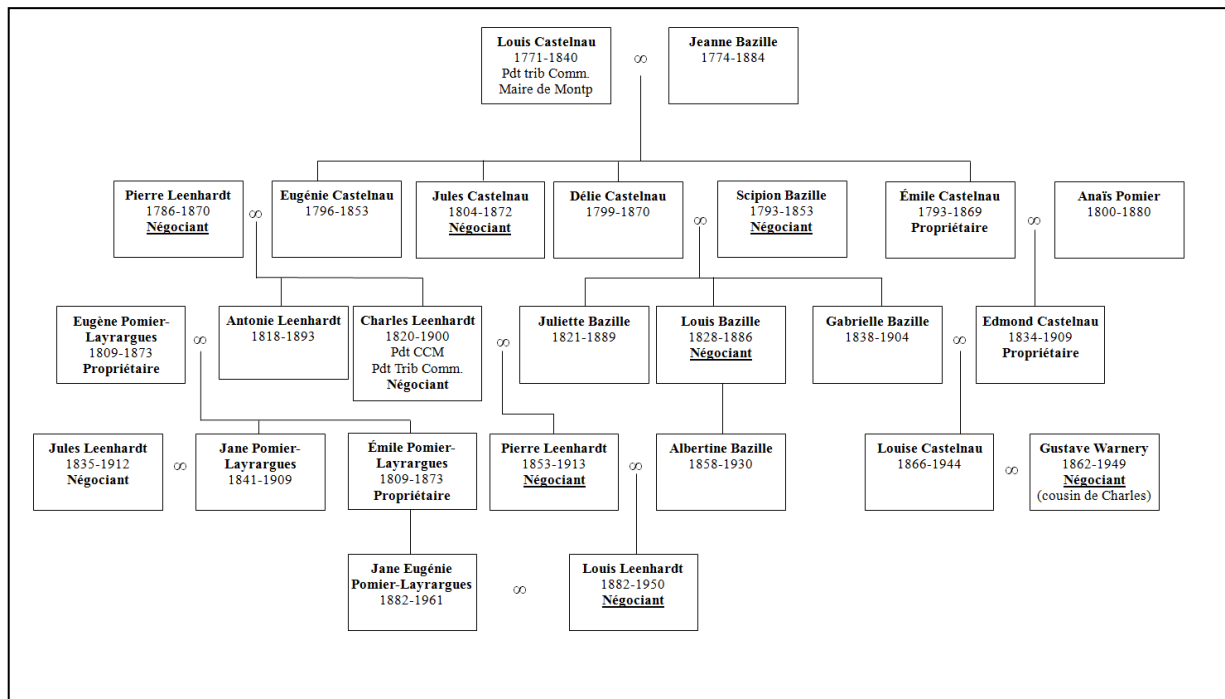 Louis Castelnau
1771-1840
Pdt trib Comm.
Maire de Montp
∞
Jeanne Bazille
1774-1884
Pierre Leenhardt
1786-1870
Négociant
∞
Eugénie Castelnau
1796-1853
Jules Castelnau
1804-1872
Négociant
Délie Castelnau
1799-1870
∞
Scipion Bazille
1793-1853
Négociant
Émile Castelnau
1793-1869
Propriétaire
∞
Anaïs Pomier
1800-1880
Eugène Pomier-
Layrargues
1809-1873
Propriétaire
∞
Antonie Leenhardt
1818-1893
Charles Leenhardt
1820-1900
Pdt CCM
Pdt Trib Comm.
Négociant
∞
Juliette Bazille
1821-1889
Louis Bazille
1828-1886
Négociant
Gabrielle Bazille
1838-1904
∞
Edmond Castelnau
1834-1909
Propriétaire
Jules Leenhardt
1835-1912
Négociant
∞
Jane Pomier-
Layrargues
1841-1909
Émile Pomier-
Layrargues
1809-1873
Propriétaire
Pierre Leenhardt
1853-1913
Négociant
∞
Albertine Bazille
1858-1930
Louise Castelnau
1866-1944
∞
Gustave Warnery
1862-1949
Négociant
(cousin de Charles)
Jane Eugénie
Pomier-Layrargues
1882-1961
∞
Louis Leenhardt
1882-1950
Négociant